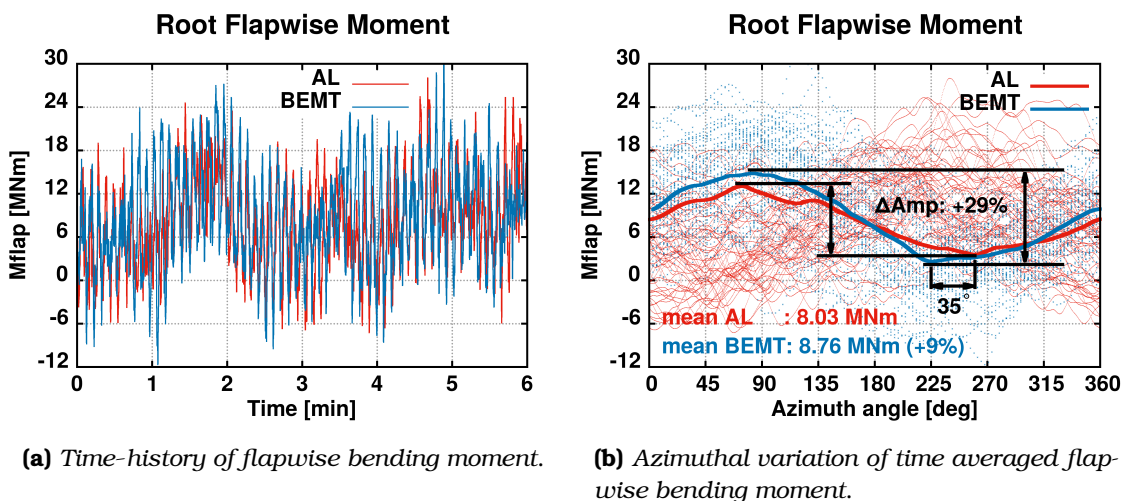 Root Flapwise Moment
30
24
18
12
6
0
-6
-12
Mflap [MNm]
AL
BEMT
0 1 2 3 4 5 6
Time [min]
(a) Time-history of flapwise bending moment.
Root Flapwise Moment
30
24
18
12
6
0
-6
-12
Mflap [MNm]
AL
BEMT
ΔAmp: +29%
35°
mean AL : 8.03 MNm
mean BEMT: 8.76 MNm (+9%)
0 45 90 135 180 225 270 315 360
Azimuth angle [deg]
(b) Azimuthal variation of time averaged flap-
wise bending moment.